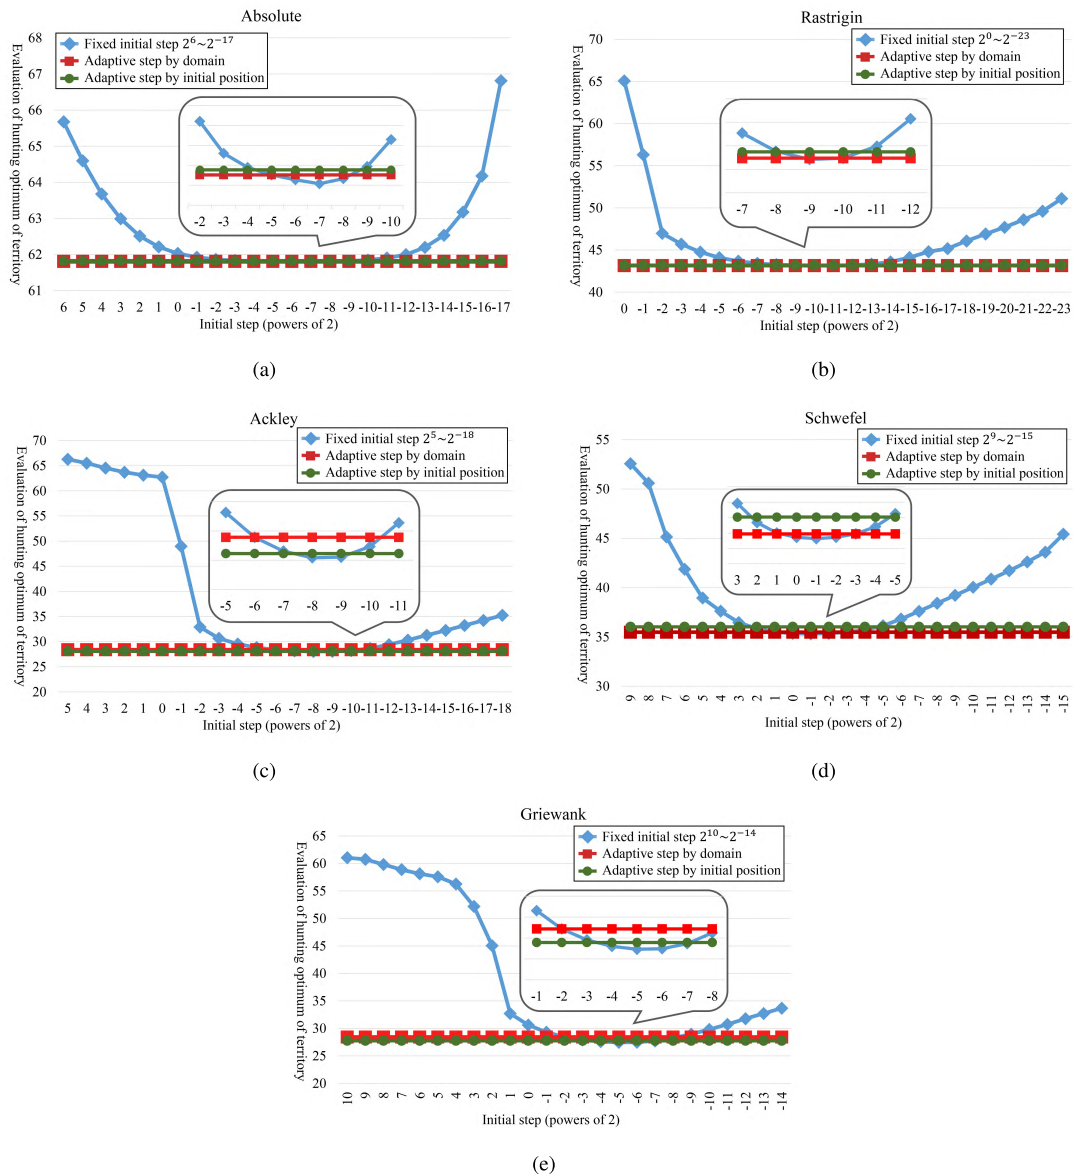 Absolute
Evaluation of hunting optimum of territory
68
67
66
65
64
63
62
61
Fixed initial step 2⁶~2⁻¹⁷
Adaptive step by domain
Adaptive step by initial position
-2 -3 -4 -5 -6 -7 -8 -9 -10
6 5 4 3 2 1 0 -1 -2 -3 -4 -5 -6 -7 -8 -9 -10 -11 -12 -13 -14 -15 -16 -17
Initial step (powers of 2)
(a)
Rastrigin
Evaluation of hunting optimum of territory
70
65
60
55
50
45
40
Fixed initial step 2⁰~2⁻²³
Adaptive step by domain
Adaptive step by initial position
-7 -8 -9 -10 -11 -12
0 -1 -2 -3 -4 -5 -6 -7 -8 -9 -10 -11 -12 -13 -14 -15 -16 -17 -18 -19 -20 -21 -22 -23
Initial step (powers of 2)
(b)
Ackley
Evaluation of hunting optimum of territory
70
65
60
55
50
45
40
35
30
25
20
Fixed initial step 2⁵~2⁻¹⁸
Adaptive step by domain
Adaptive step by initial position
-5 -6 -7 -8 -9 -10 -11
5 4 3 2 1 0 -1 -2 -3 -4 -5 -6 -7 -8 -9 -10 -11 -12 -13 -14 -15 -16 -17 -18
Initial step (powers of 2)
(c)
Schwefel
Evaluation of hunting optimum of territory
55
50
45
40
35
30
Fixed initial step 2⁹~2⁻¹⁵
Adaptive step by domain
Adaptive step by initial position
3 2 1 0 -1 -2 -3 -4 -5
9 8 7 6 5 4 3 2 1 0 -1 -2 -3 -4 -5 -6 -7 -8 -9 -10 -11 -12 -13 -14 -15
Initial step (powers of 2)
(d)
Griewank
Evaluation of hunting optimum of territory
65
60
55
50
45
40
35
30
25
20
Fixed initial step 2¹⁰~2⁻¹⁴
Adaptive step by domain
Adaptive step by initial position
-1 -2 -3 -4 -5 -6 -7 -8
10 9 8 7 6 5 4 3 2 1 0 -1 -2 -3 -4 -5 -6 -7 -8 -9 -10 -11 -12 -13 -14
Initial step (powers of 2)
(e)